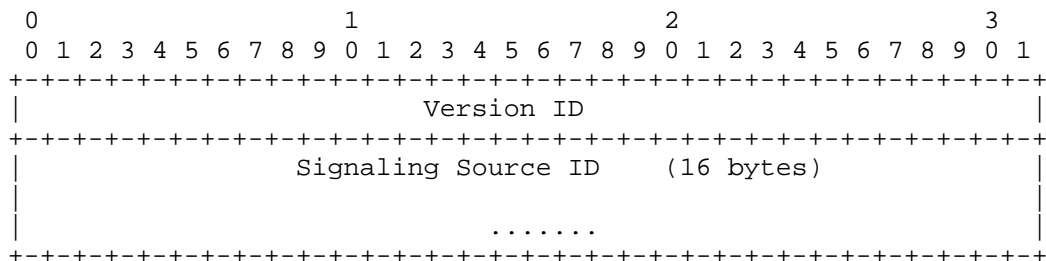 0                   1                   2                   3
 0 1 2 3 4 5 6 7 8 9 0 1 2 3 4 5 6 7 8 9 0 1 2 3 4 5 6 7 8 9 0 1
+-+-+-+-+-+-+-+-+-+-+-+-+-+-+-+-+-+-+-+-+-+-+-+-+-+-+-+-+-+-+-+-+
|                         Version ID                            |
+-+-+-+-+-+-+-+-+-+-+-+-+-+-+-+-+-+-+-+-+-+-+-+-+-+-+-+-+-+-+-+-+
|                 Signaling Source ID    (16 bytes)             |
|                                                               |
|                             .......                           |
+-+-+-+-+-+-+-+-+-+-+-+-+-+-+-+-+-+-+-+-+-+-+-+-+-+-+-+-+-+-+-+-+